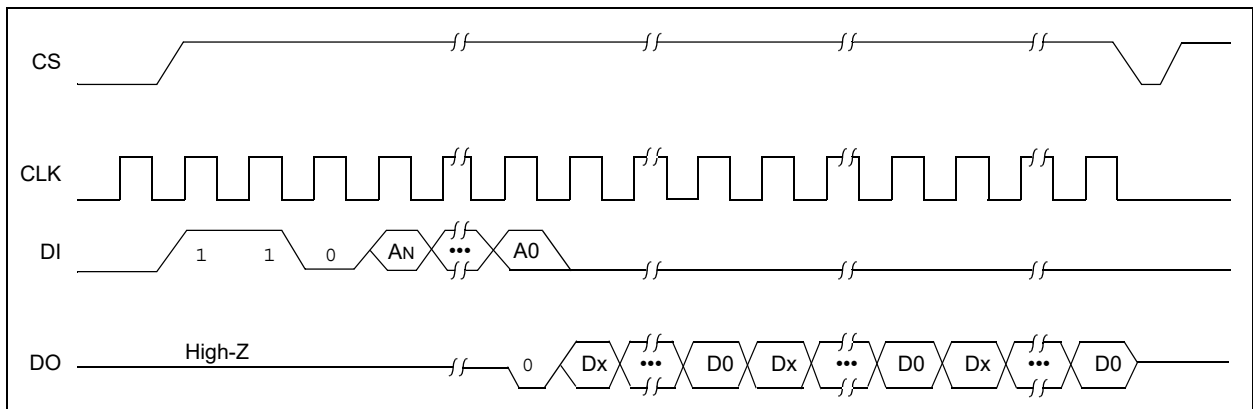 CS
CLK
DI 1 1 0 AN ••• A0
High-Z
DO 0 Dx ••• D0 Dx ••• D0 Dx ••• D0